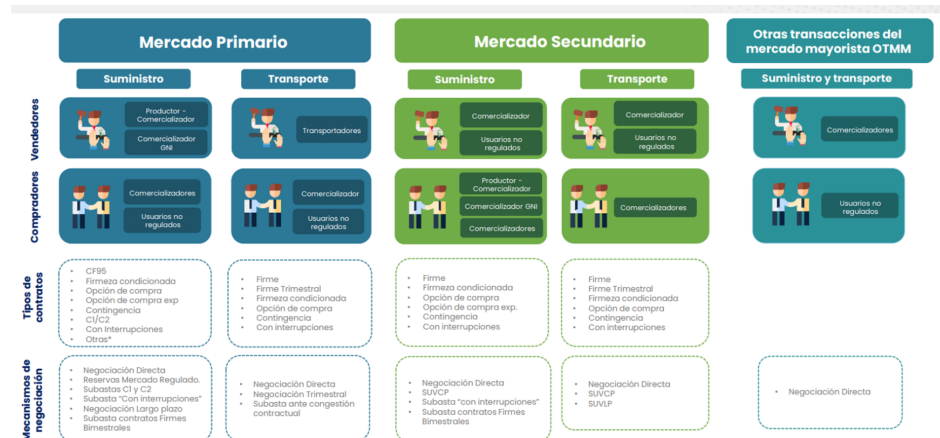 Mercado Primario
Mercado Secundario
Otras transacciones del
mercado mayorista OTMM
Suministro
Transporte
Suministro
Transporte
Suministro y transporte
Vendedores
Productor -
Comercializador
Comercializador
GNI
Transportadores
Comercializador
Usuarios no
regulados
Comercializador
Usuarios no
regulados
Comercializadores
Compradores
Comercializadores
Usuarios no
regulados
Comercializador
Usuarios no
regulados
Productor -
Comercializador
Comercializador GNI
Comercializadores
Comercializadores
Usuarios no
regulados
Tipos de
contratos
• CF95
• Firmeza condicionada
• Opción de compra
• Opción de compra exp
• Contingencia
• C1/C2
• Con Interrupciones
• Otras*
• Firme
• Firme Trimestral
• Firmeza condicionada
• Opción de compra
• Contingencia
• Con interrupciones
• Firme
• Firmeza condicionada
• Opción de compra
• Opción de compra exp.
• Contingencia
• Con interrupciones
• Firme
• Firme Trimestral
• Firmeza condicionada
• Opción de compra
• Contingencia
• Con interrupciones
Mecanismos de
negociación
• Negociación Directa
• Reservas Mercado Regulado.
• Subastas C1 y C2
• Subasta "Con interrupciones"
• Negociación Largo plazo
• Subasta contratos Firmes
Bimestrales
• Negociación Directa
• Negociación Trimestral
• Subasta ante congestión
contractual
• Negociación Directa
• SUVCP
• Subasta "con interrupciones"
• Subasta contratos Firmes
Bimestrales
• Negociación Directa
• SUVCP
• SUVLP
• Negociación Directa